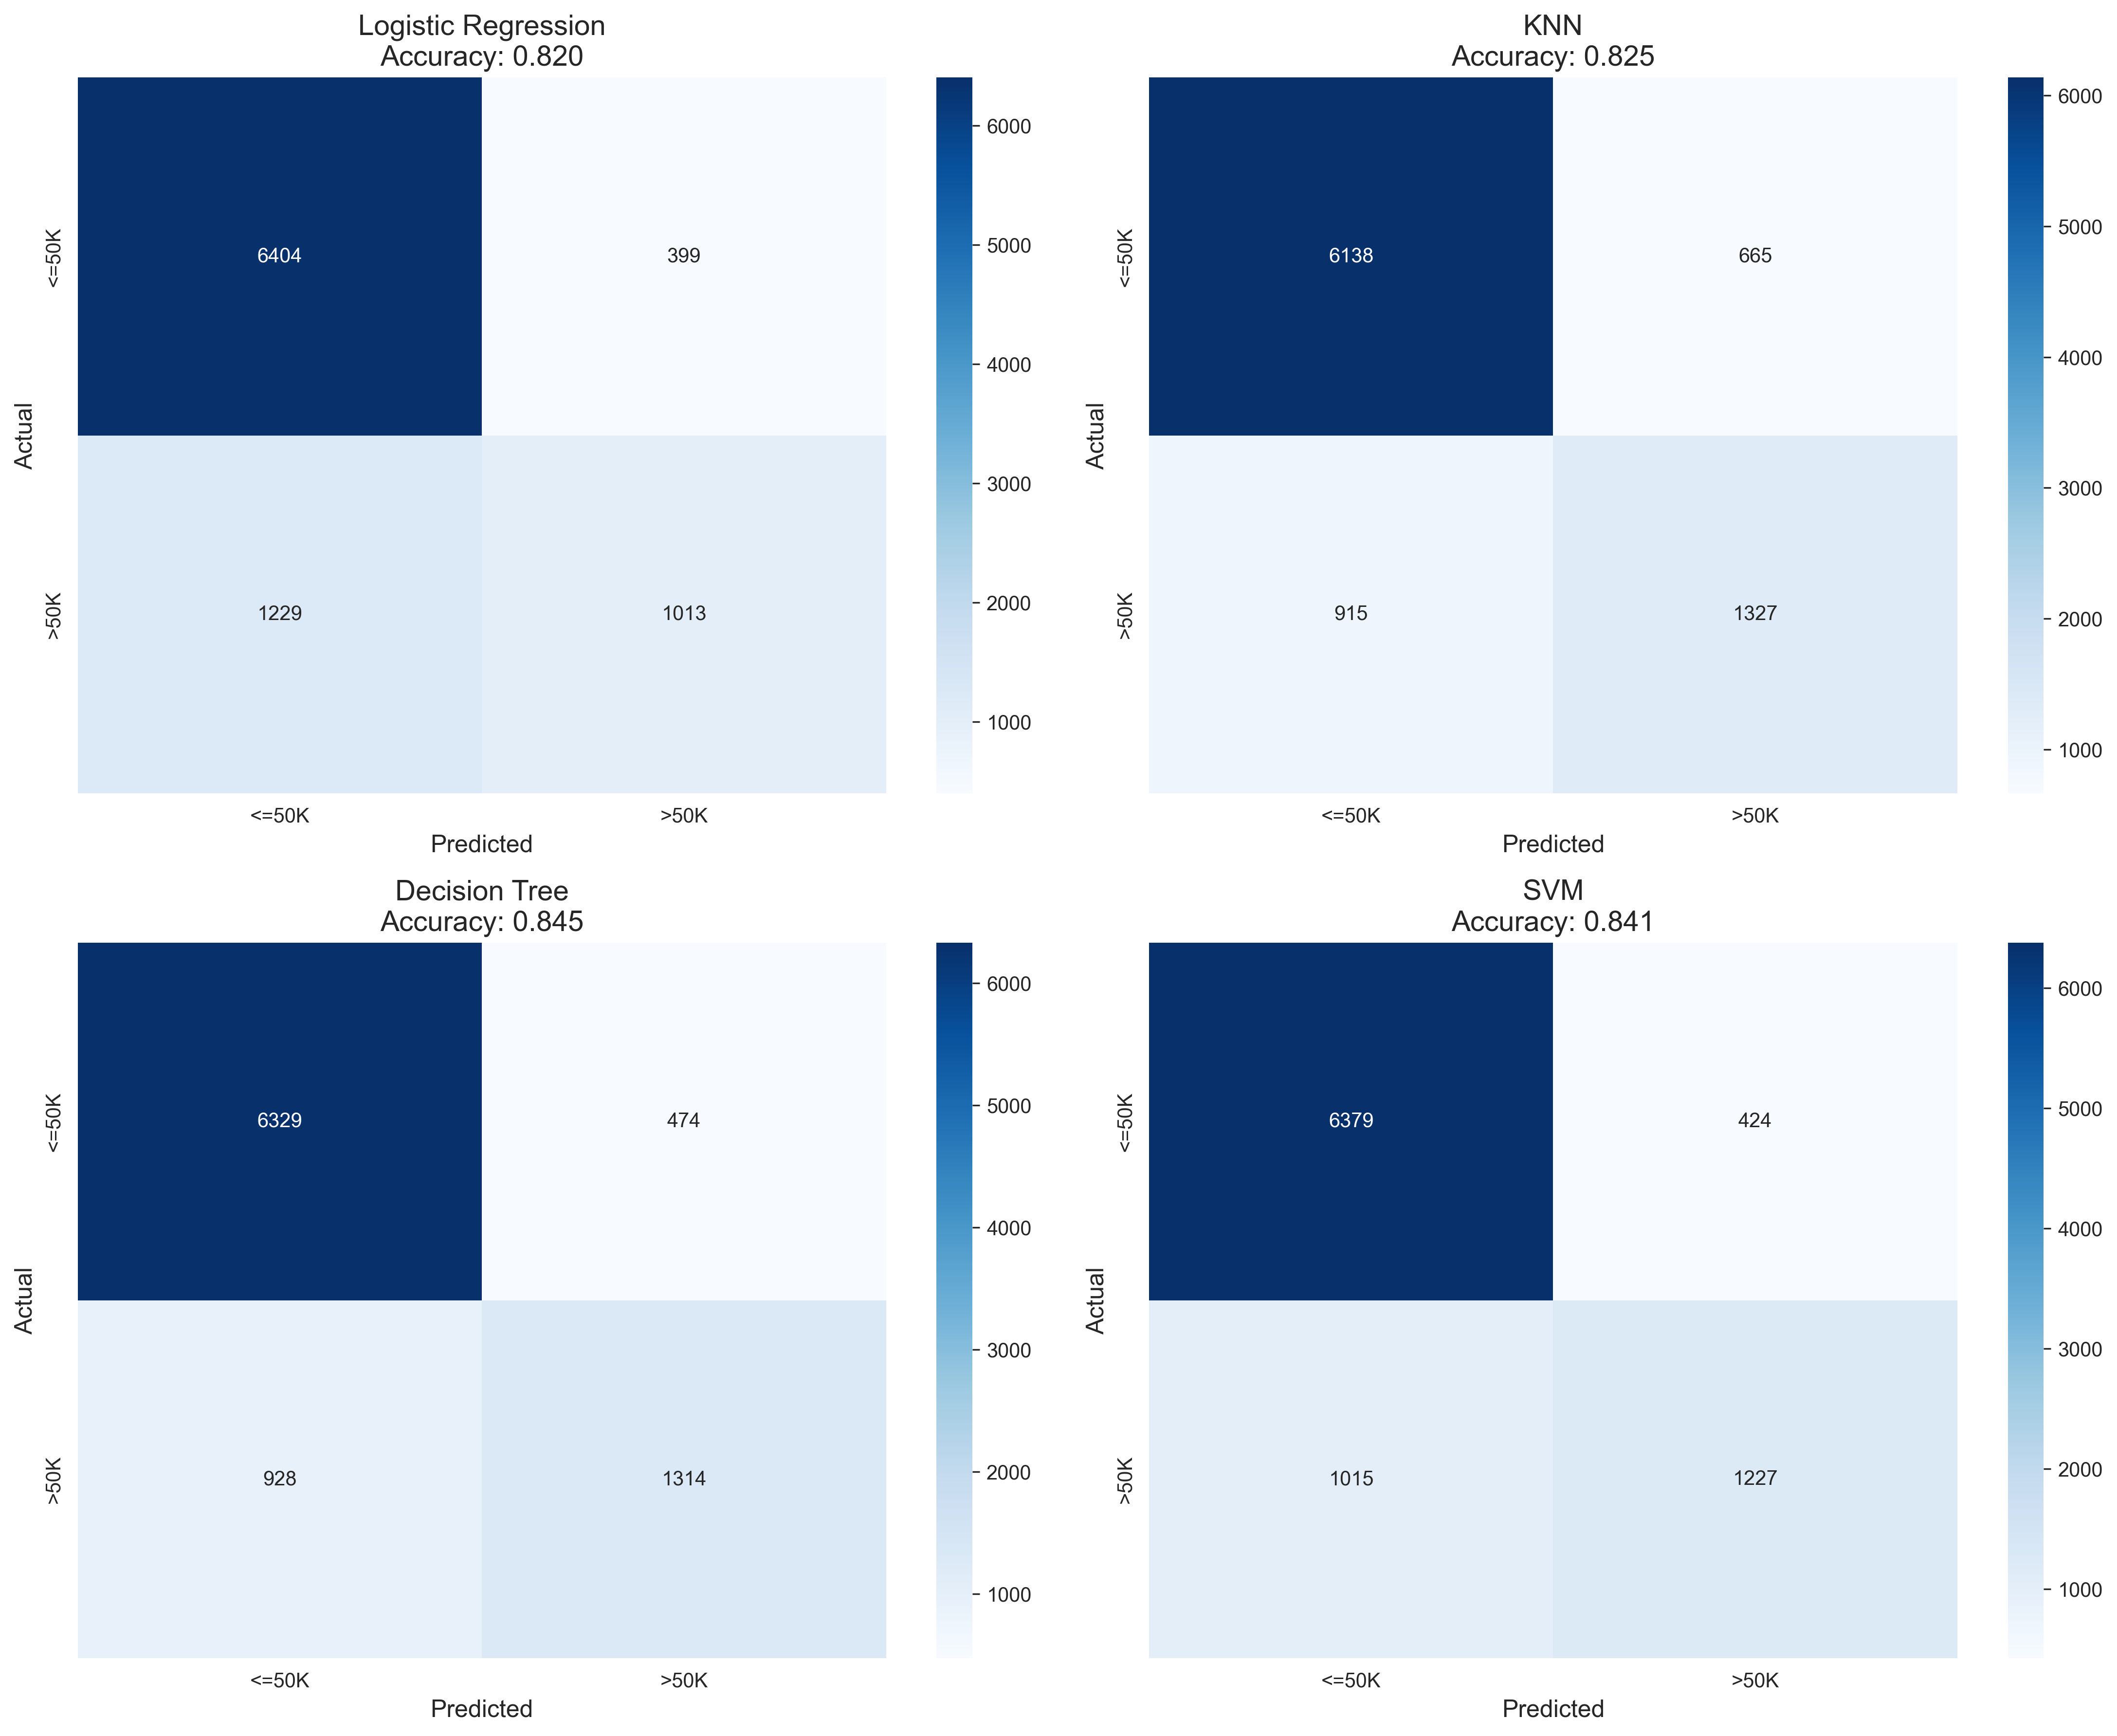 Logistic Regression
Accuracy: 0.820
6404
399
1229
1013
<=50K
>50K
Actual
<=50K
>50K
Predicted
6000
5000
4000
3000
2000
1000
KNN
Accuracy: 0.825
6138
665
915
1327
<=50K
>50K
Actual
<=50K
>50K
Predicted
6000
5000
4000
3000
2000
1000
Decision Tree
Accuracy: 0.845
6329
474
928
1314
<=50K
>50K
Actual
<=50K
>50K
Predicted
6000
5000
4000
3000
2000
1000
SVM
Accuracy: 0.841
6379
424
1015
1227
<=50K
>50K
Actual
<=50K
>50K
Predicted
6000
5000
4000
3000
2000
1000